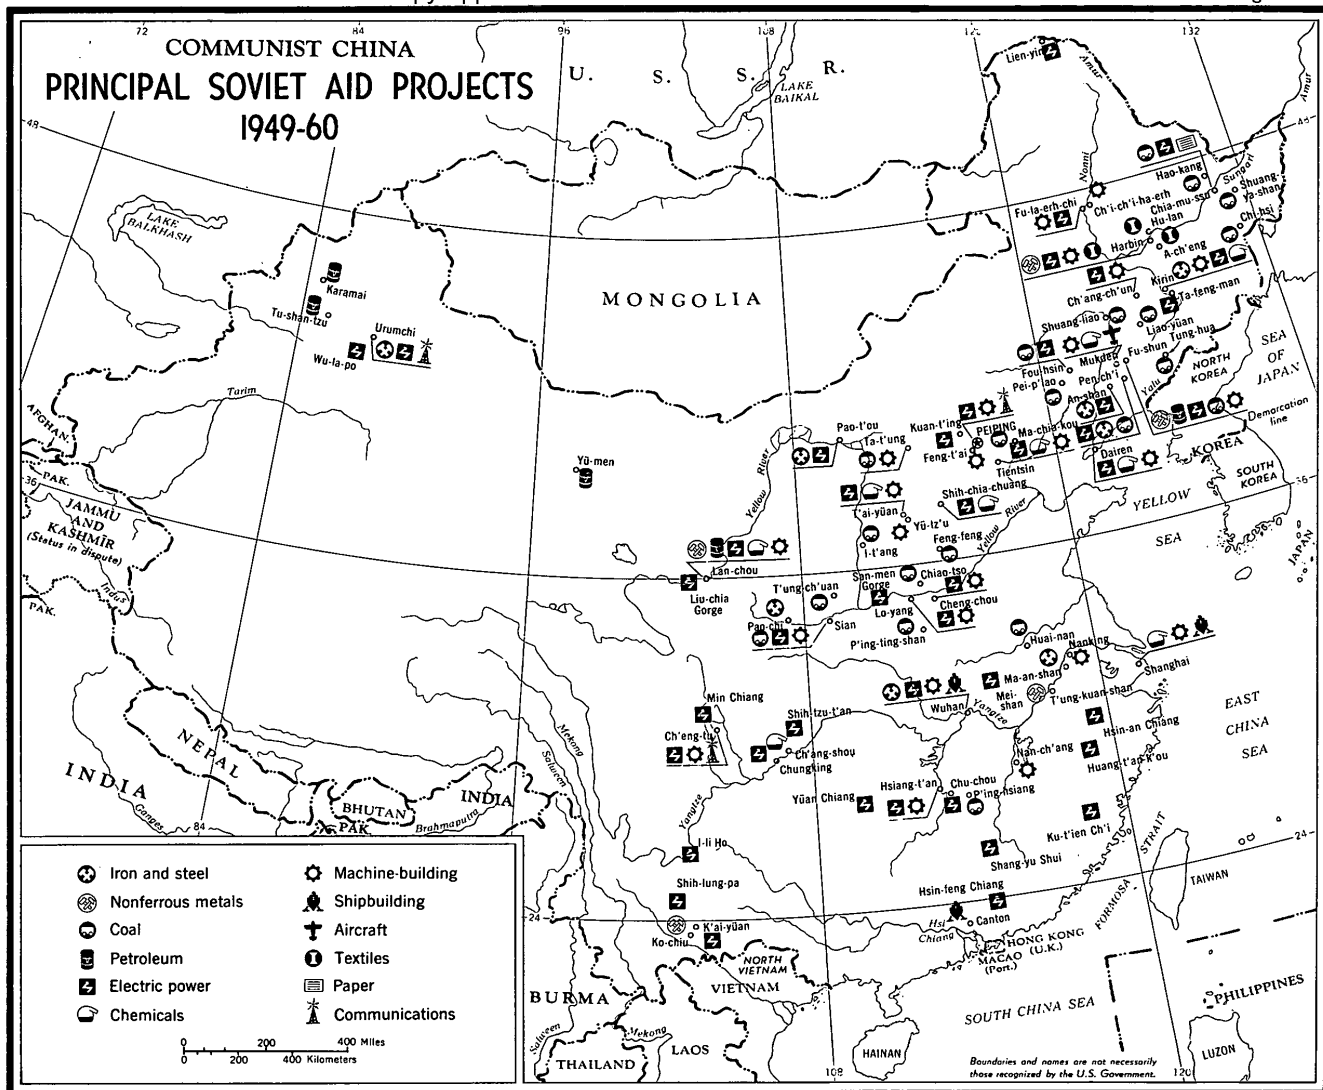 COMMUNIST CHINA
PRINCIPAL SOVIET AID PROJECTS
1949-60
72
84
96
108
120
132
48
48
U. S. S. R.
LAKE
BAIKAL
Lien-yin
Amur
Amur
LAKE
BALKHASH
Karamai
Tu-shan-tzu
Urumchi
Wu-la-po
Tarim
MONGOLIA
Nonni
Sungari
Hao-kang
Shuang-
ya-shan
Fu-la-erh-chi
Ch'i-ch'i-ha-erh
Chia-mu-ssu
Hu-lan
Chi-hsi
Harbin
A-ch'eng
Kirin
Ch'ang-ch'un
Ta-feng-man
Shuang-liao
Liao-yüan
Tung-hua
Fu-shun
Mukden
Fou-hsin
Pei-p'iao
Pen-ch'i
An-shan
Yalu
NORTH
KOREA
SEA
OF
JAPAN
Demarcation
line
KOREA
SOUTH
KOREA
Dairen
YELLOW
SEA
JAPAN
36
36
AFGHAN.
PAK.
JAMMU
AND
KASHMIR
(Status in dispute)
Indus
PAK.
Yü-men
Pao-t'ou
Ta-t'ung
Kuan-t'ing
PEIPING
Ma-chia-kou
Feng-t'ai
Tientsin
Yellow River
Shih-chia-chuang
T'ai-yüan
Yü-tz'u
Yellow River
I-t'ang
Feng-feng
Lan-chou
Liu-chia
Gorge
T'ung-ch'uan
San-men
Gorge
Chiao-tso
Pao-chi
Sian
Lo-yang
Cheng-chou
P'ing-ting-shan
Huai-nan
Nanking
Shanghai
Ma-an-shan
Mei-
shan
T'ung-kuan-shan
Wuhan
Yangtze
Hsin-an Chiang
EAST
CHINA
SEA
Min Chiang
Shih-tzu-t'an
Ch'eng-tu
Ch'ang-shou
Chungking
Nan-ch'ang
Huang-t'an-k'ou
Mekong
Salween
Yangtze
Yüan Chiang
Hsiang-t'an
Chu-chou
P'ing-hsiang
Ku-t'ien Ch'i
Shang-yu Shui
NEPAL
INDIA
Ganges
84
BHUTAN
INDIA
PAK.
Brahmaputra
I-li Ho
Shih-lung-pa
24
24
K'ai-yüan
Ko-chiu
Hsin-feng Chiang
Hsi
Chiang
Canton
FORMOSA STRAIT
TAIWAN
HONG KONG
(U.K.)
MACAO
(Port.)
NORTH
VIETNAM
VIETNAM
BURMA
Salween
Mekong
LAOS
THAILAND
HAINAN
SOUTH CHINA SEA
PHILIPPINES
LUZON
108
120
Iron and steel
Nonferrous metals
Coal
Petroleum
Electric power
Chemicals
Machine-building
Shipbuilding
Aircraft
Textiles
Paper
Communications
0 200 400 Miles
0 200 400 Kilometers
Boundaries and names are not necessarily
those recognized by the U.S. Government.